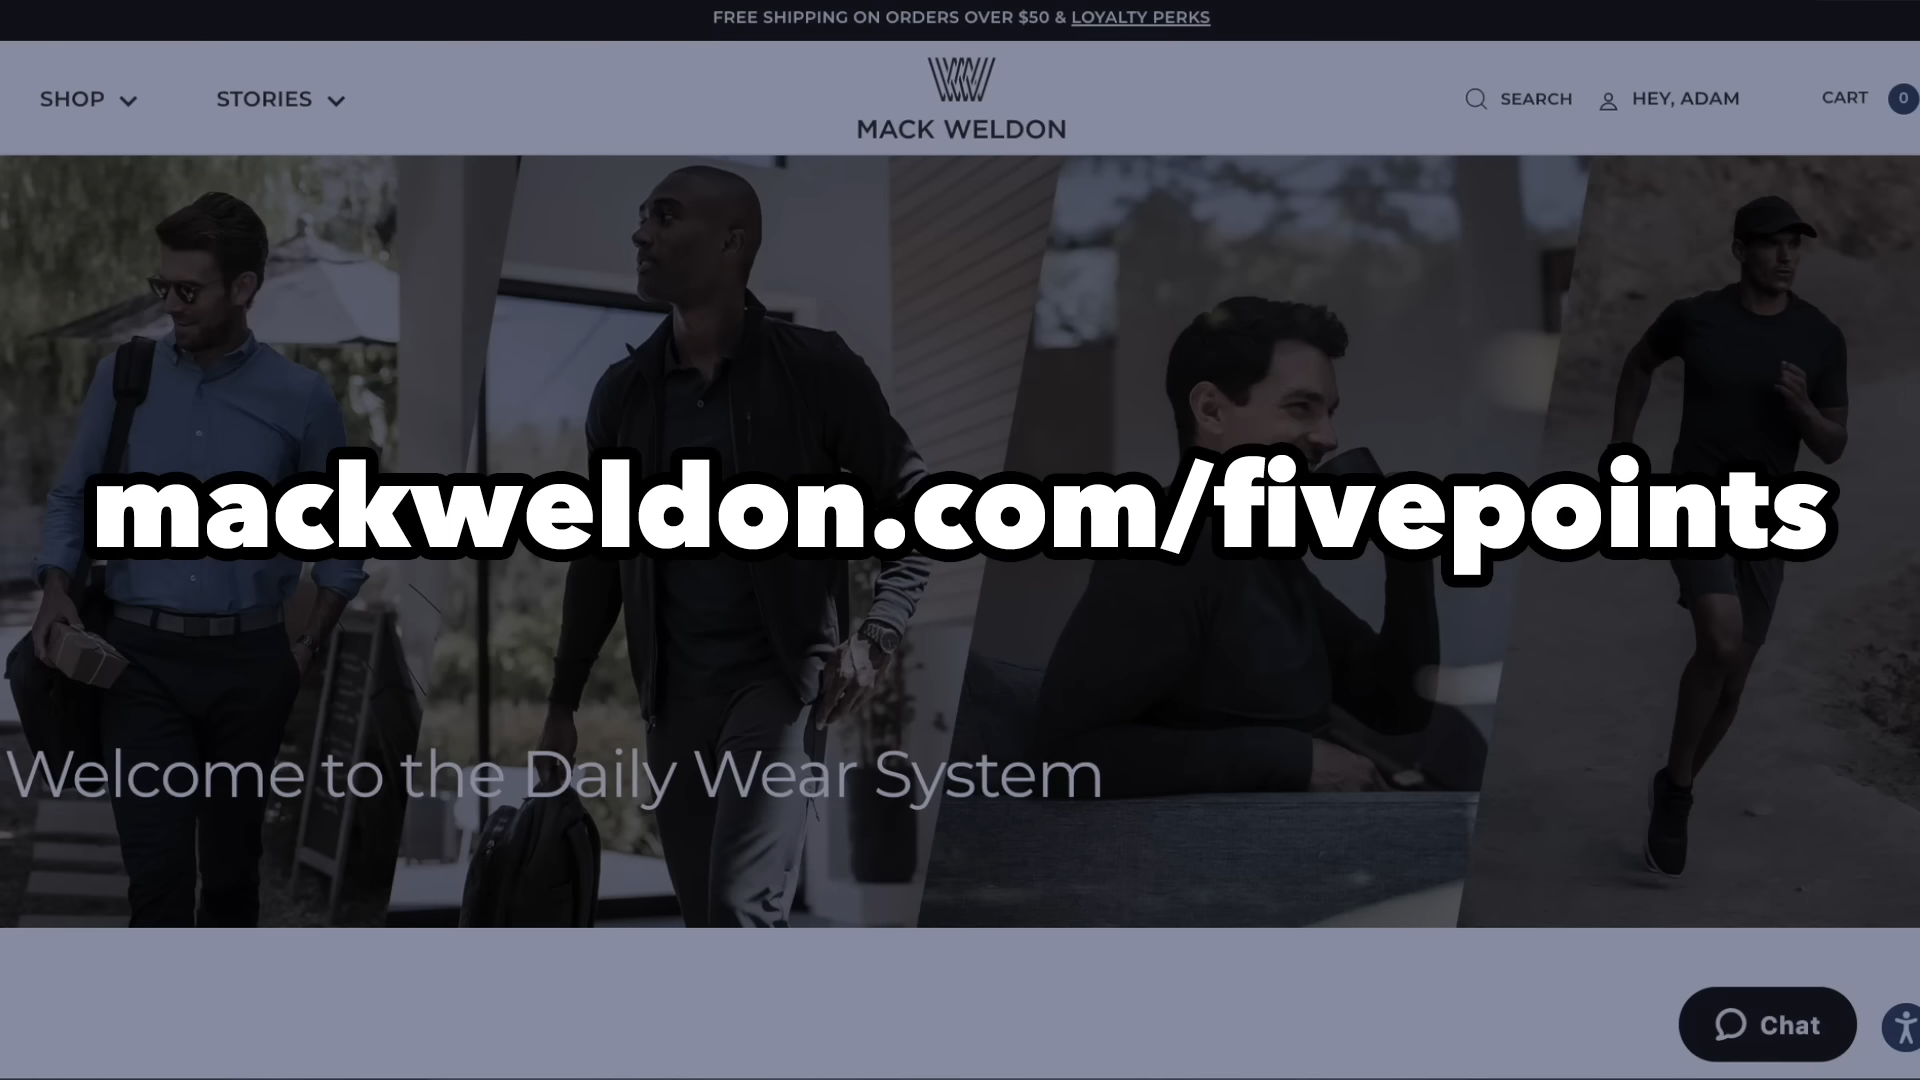 FREE SHIPPING ON ORDERS OVER $50 & LOYALTY PERKS
SHOP STORIES MACK WELDON SEARCH HEY, ADAM CART 0
mackweldon.com/fivepoints
Welcome to the Daily Wear System
Chat